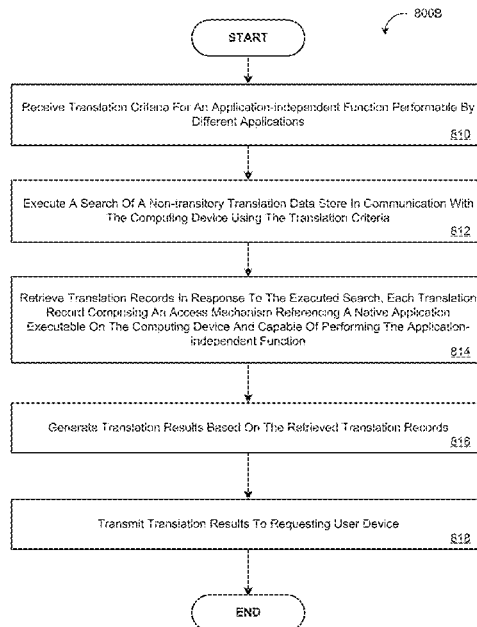 800B
START
Receive Translation Criteria For An Application-independent Function Performable By
Different Applications
810
Execute A Search Of A Non-transitory Translation Data Store In Communication With
The Computing Device Using The Translation Criteria
812
Retrieve Translation Records In Response To The Executed Search, Each Translation
Record Composing An Access Mechanism Referencing A Native Application
Executable On The Computing Device And Capable Of Performing The Application-
independent Function
814
Generate Translation Results Based On The Retrieved Translation Records
816
Transmit Translation Results To Requesting User Device
818
END